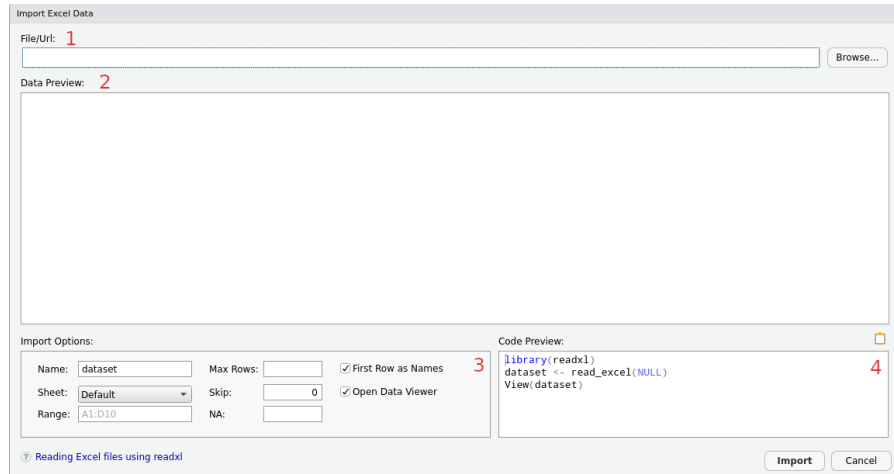 Import Excel Data
File/Url: 1
Browse...
Data Preview: 2
Import Options:
Name: dataset Max Rows: First Row as Names 3
Sheet: Default Skip: 0 Open Data Viewer
Range: A1:D10 NA:
Code Preview:
library(readxl)
dataset <- read_excel(NULL)
View(dataset)
4
? Reading Excel files using readxl
Import Cancel